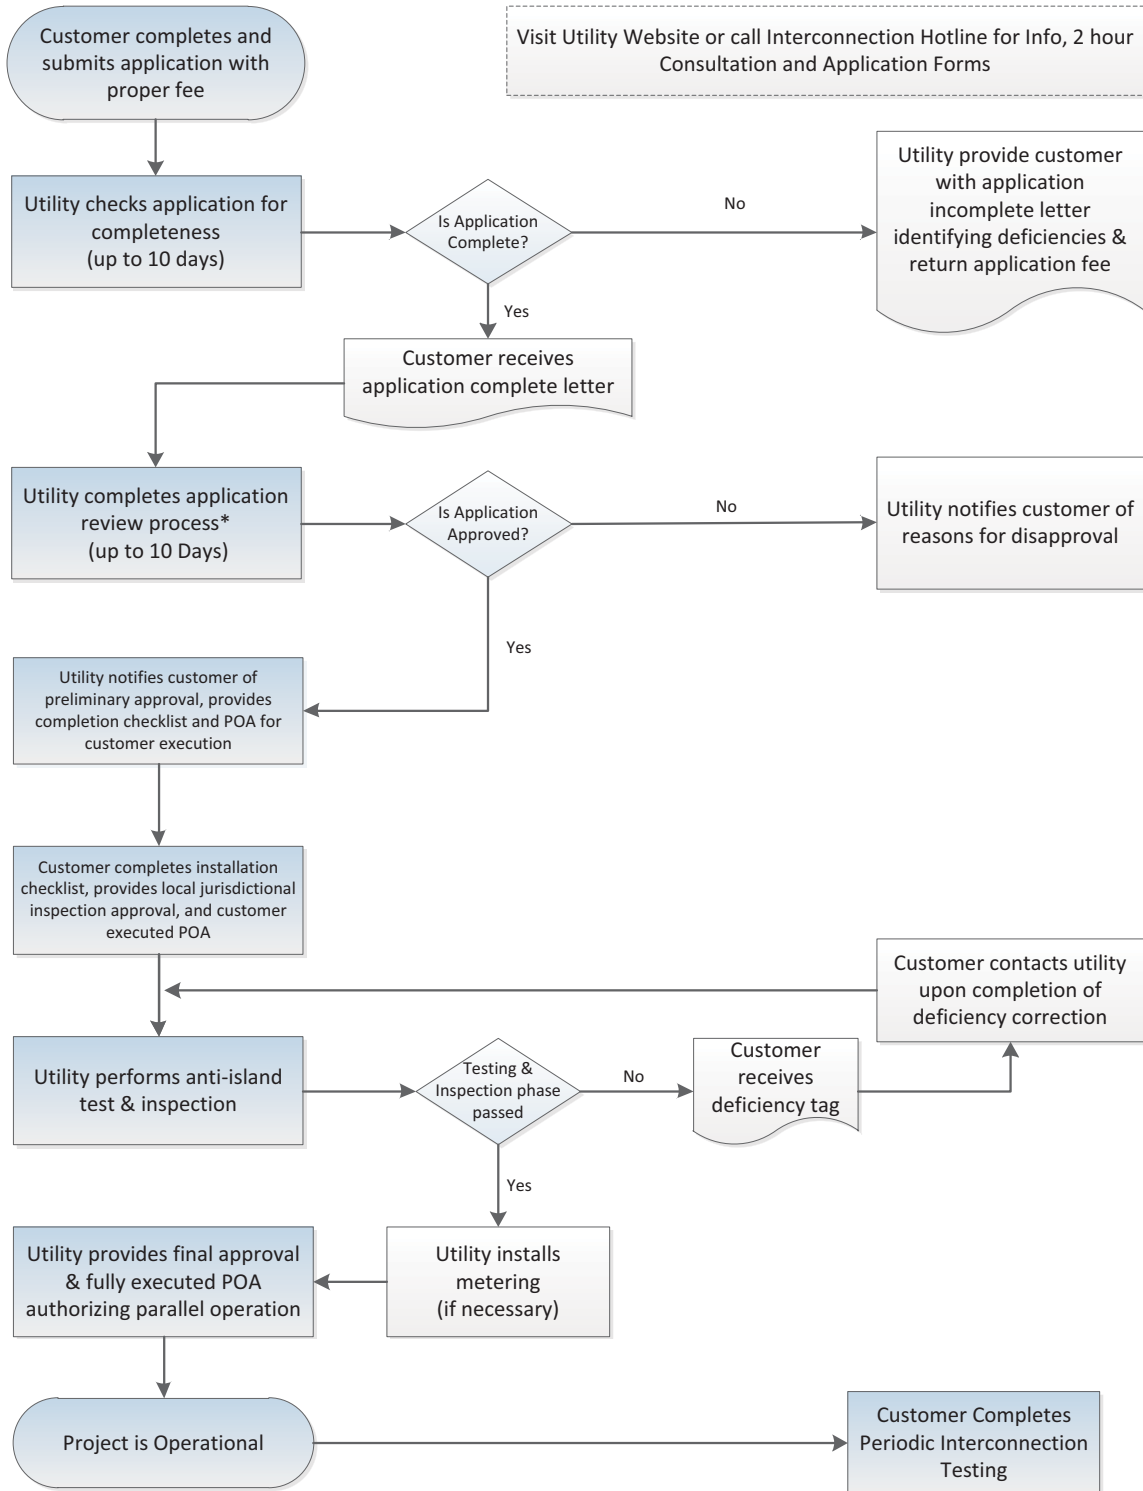 Customer completes and
submits application with
proper fee
Visit Utility Website or call Interconnection Hotline for Info, 2 hour
Consultation and Application Forms
Utility checks application for
completeness
(up to 10 days)
Is Application
Complete?
No
Utility provide customer
with application
incomplete letter
identifying deficiencies &
return application fee
Yes
Customer receives
application complete letter
Utility completes application
review process*
(up to 10 Days)
Is Application
Approved?
No
Utility notifies customer of
reasons for disapproval
Yes
Utility notifies customer of
preliminary approval, provides
completion checklist and POA for
customer execution
Customer completes installation
checklist, provides local jurisdictional
inspection approval, and customer
executed POA
Customer contacts utility
upon completion of
deficiency correction
Utility performs anti-island
test & inspection
Testing &
Inspection phase
passed
No
Customer
receives
deficiency tag
Yes
Utility provides final approval
& fully executed POA
authorizing parallel operation
Utility installs
metering
(if necessary)
Project is Operational
Customer Completes
Periodic Interconnection
Testing